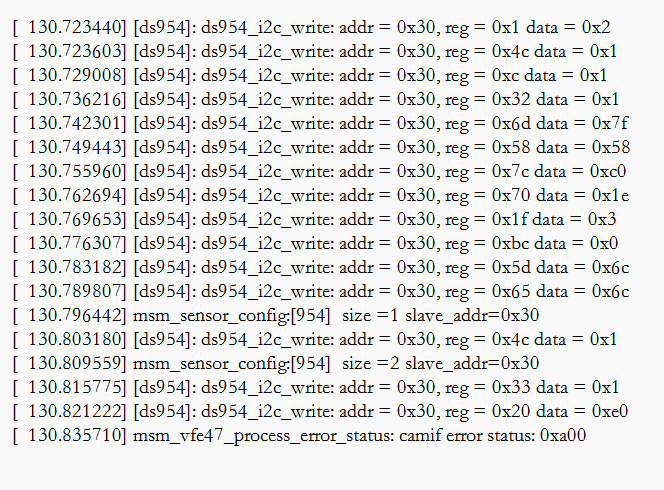 [  130.723440] [ds954]: ds954_i2c_write: addr = 0x30, reg = 0x1 data = 0x2
[  130.723603] [ds954]: ds954_i2c_write: addr = 0x30, reg = 0x4c data = 0x1
[  130.729008] [ds954]: ds954_i2c_write: addr = 0x30, reg = 0xc data = 0x1
[  130.736216] [ds954]: ds954_i2c_write: addr = 0x30, reg = 0x32 data = 0x1
[  130.742301] [ds954]: ds954_i2c_write: addr = 0x30, reg = 0x6d data = 0x7f
[  130.749443] [ds954]: ds954_i2c_write: addr = 0x30, reg = 0x58 data = 0x58
[  130.755960] [ds954]: ds954_i2c_write: addr = 0x30, reg = 0x7c data = 0xc0
[  130.762694] [ds954]: ds954_i2c_write: addr = 0x30, reg = 0x70 data = 0x1e
[  130.769653] [ds954]: ds954_i2c_write: addr = 0x30, reg = 0x1f data = 0x3
[  130.776307] [ds954]: ds954_i2c_write: addr = 0x30, reg = 0xbc data = 0x0
[  130.783182] [ds954]: ds954_i2c_write: addr = 0x30, reg = 0x5d data = 0x6c
[  130.789807] [ds954]: ds954_i2c_write: addr = 0x30, reg = 0x65 data = 0x6c
[  130.796442] msm_sensor_config:[954]  size =1 slave_addr=0x30
[  130.803180] [ds954]: ds954_i2c_write: addr = 0x30, reg = 0x4c data = 0x1
[  130.809559] msm_sensor_config:[954]  size =2 slave_addr=0x30
[  130.815775] [ds954]: ds954_i2c_write: addr = 0x30, reg = 0x33 data = 0x1
[  130.821222] [ds954]: ds954_i2c_write: addr = 0x30, reg = 0x20 data = 0xe0
[  130.835710] msm_vfe47_process_error_status: camif error status: 0xa00